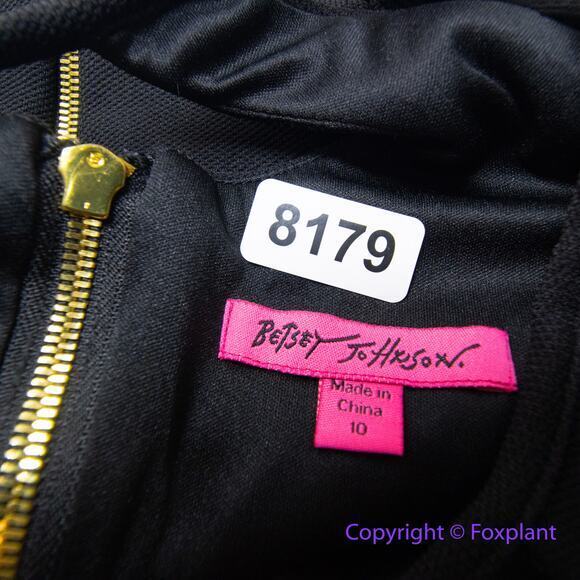 8179
BETSEY JOHNSON.
Made in
China
10
Copyright © Foxplant